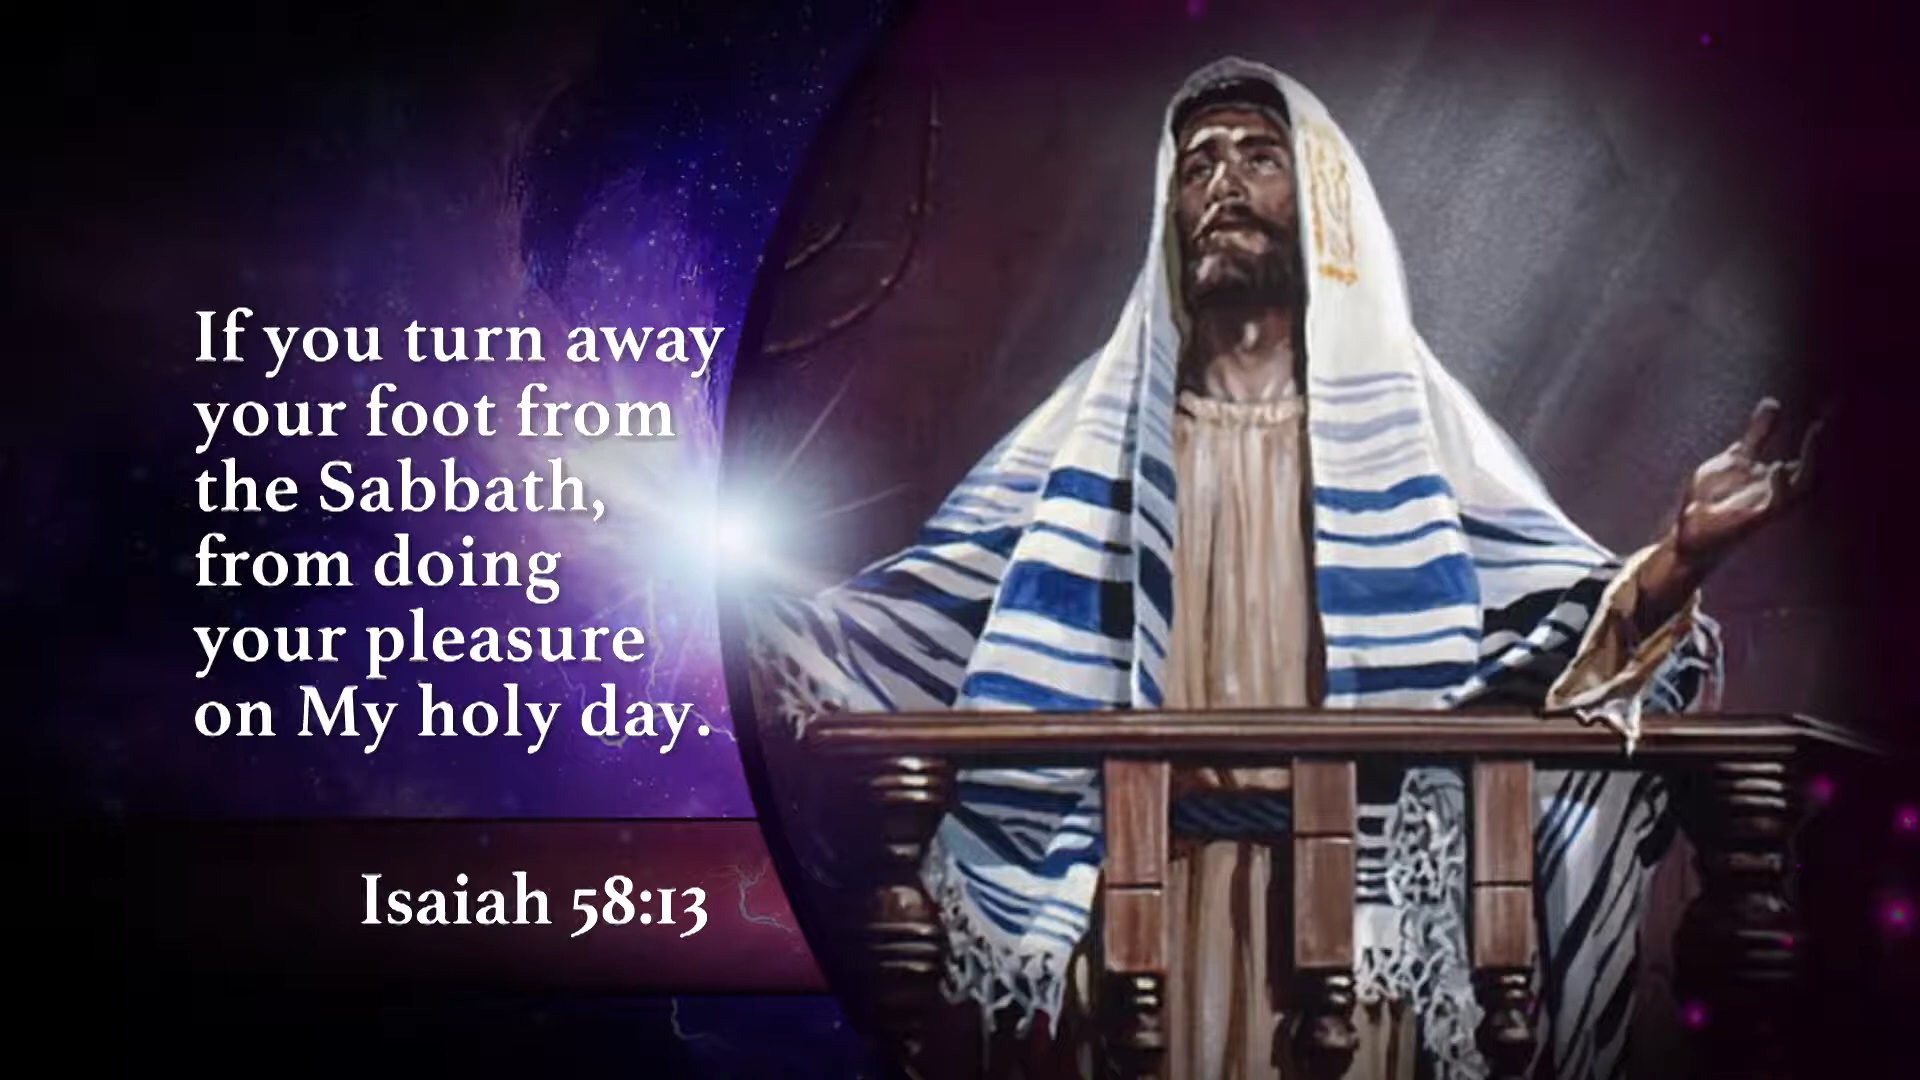 If you turn away
your foot from
the Sabbath,
from doing
your pleasure
on My holy day.
Isaiah 58:13